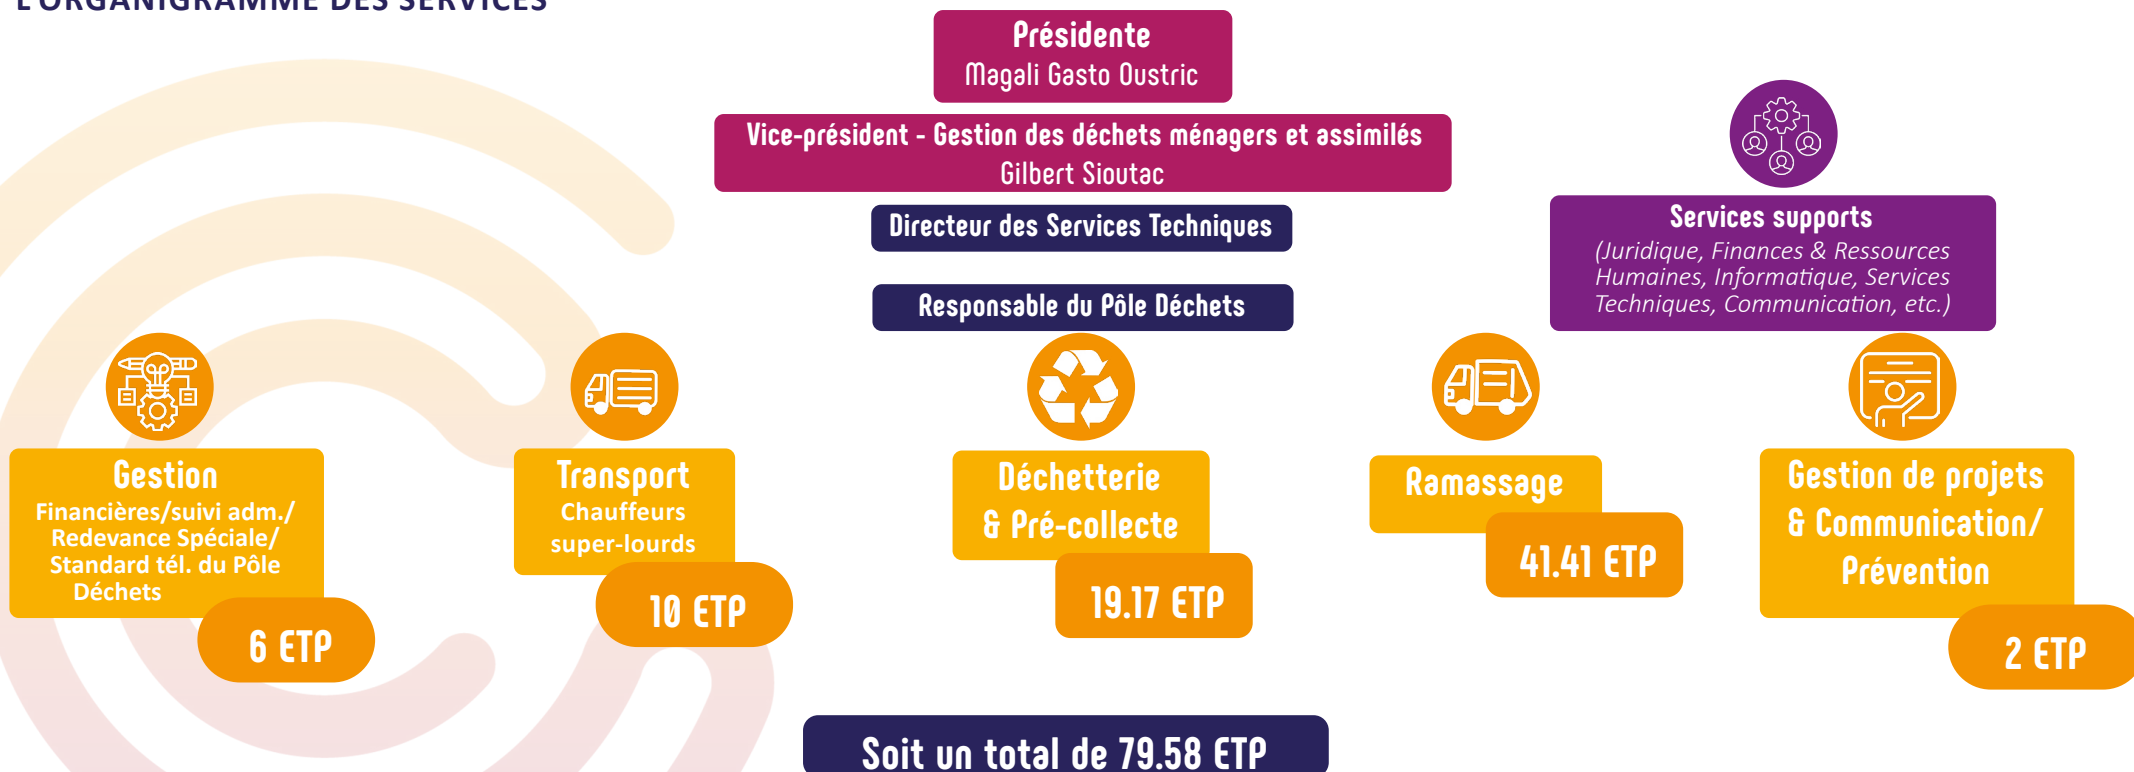 L'ORGANIGRAMME DES SERVICES
Présidente
Magali Gasto Oustric
Vice-président - Gestion des déchets ménagers et assimilés
Gilbert Sioutac
Directeur des Services Techniques
Responsable du Pôle Déchets
Services supports
(Juridique, Finances & Ressources
Humaines, Informatique, Services
Techniques, Communication, etc.)
Gestion
Financières/suivi adm./
Redevance Spéciale/
Standard tél. du Pôle
Déchets
6 ETP
Transport
Chauffeurs
super-lourds
10 ETP
Déchetterie
& Pré-collecte
19.17 ETP
Ramassage
41.41 ETP
Gestion de projets
& Communication/
Prévention
2 ETP
Soit un total de 79.58 ETP